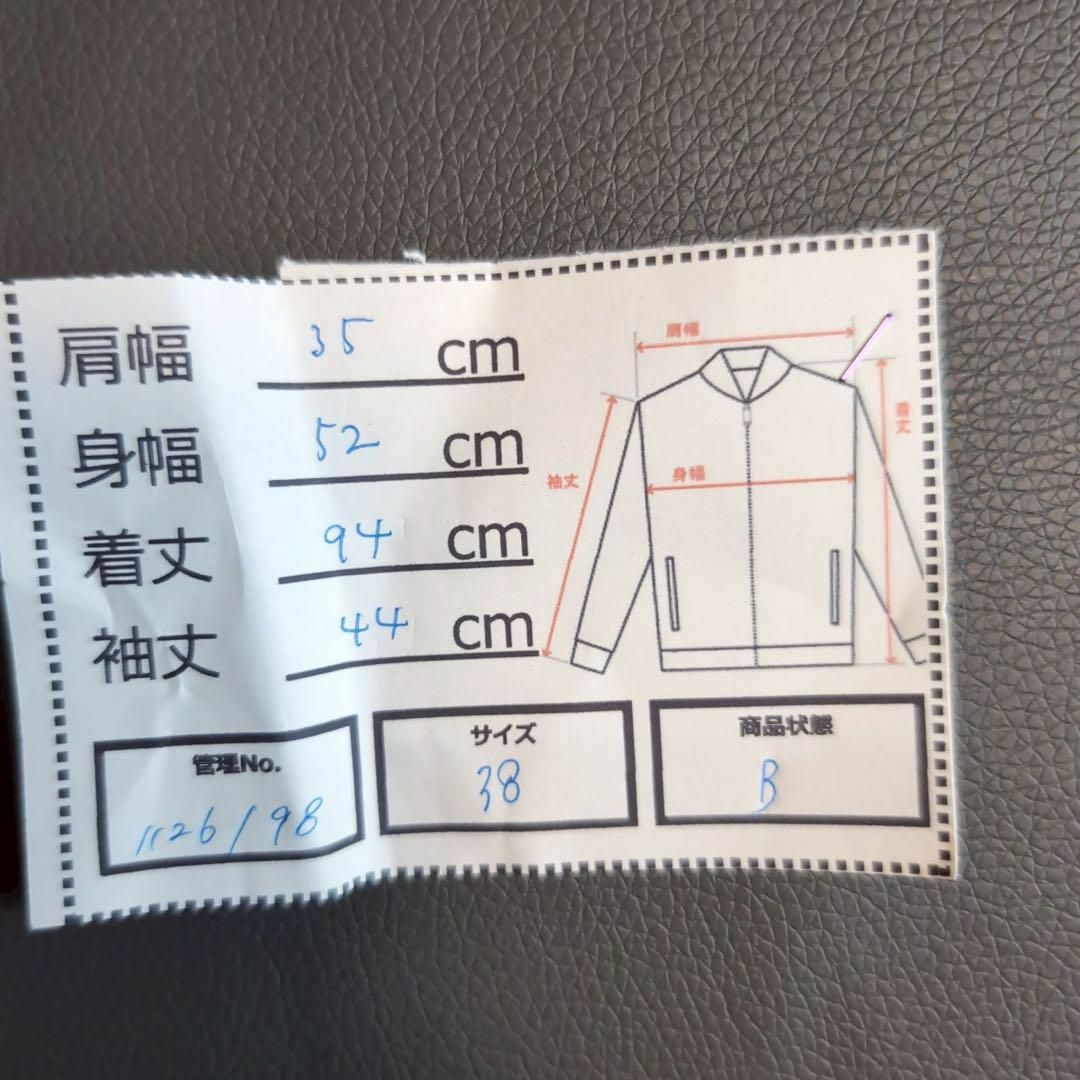 肩幅 35 cm
身幅 52 cm
着丈 94 cm
袖丈 44 cm
肩幅
袖丈
身幅
着丈
管理No.
1126/98
サイズ
38
商品状態
B